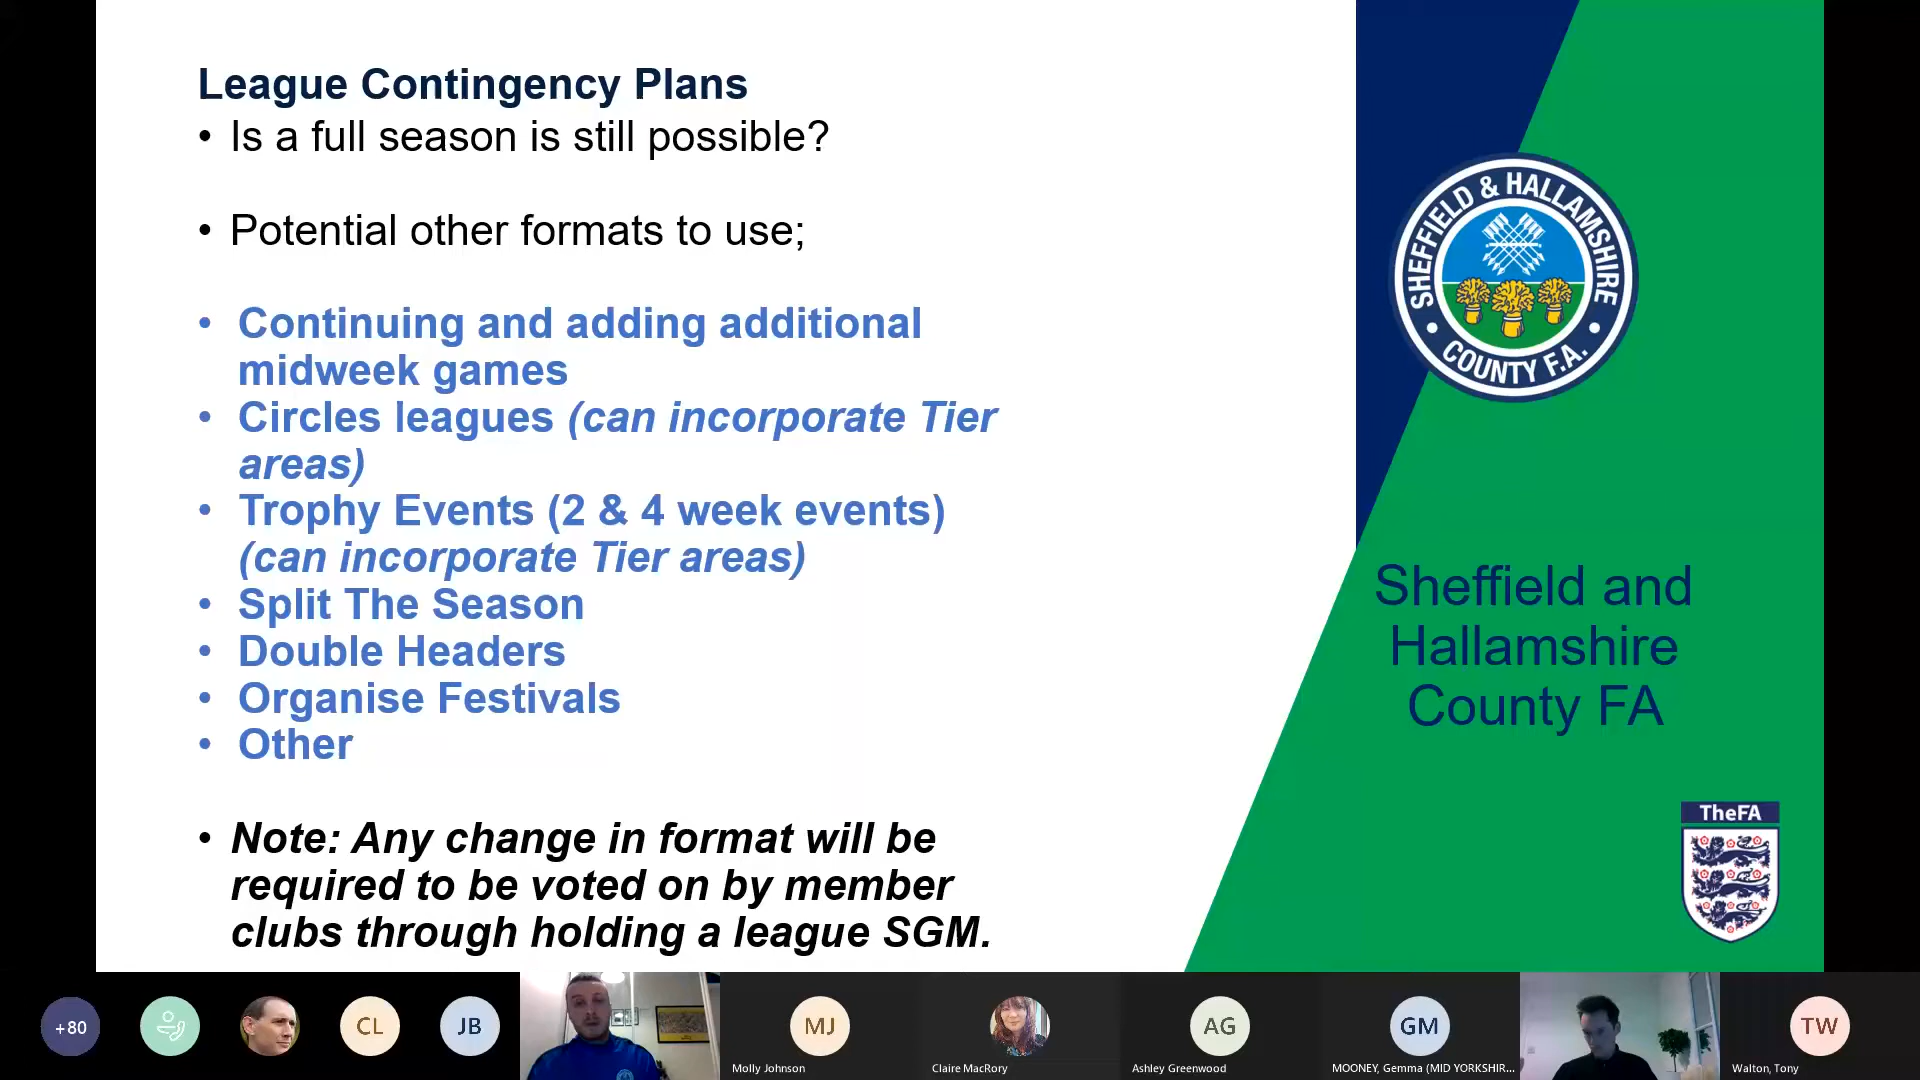 League Contingency Plans
• Is a full season is still possible?
• Potential other formats to use;
• Continuing and adding additional
midweek games
• Circles leagues (can incorporate Tier
areas)
• Trophy Events (2 & 4 week events)
(can incorporate Tier areas)
• Split The Season
• Double Headers
• Organise Festivals
• Other
• Note: Any change in format will be
required to be voted on by member
clubs through holding a league SGM.
SHEFFIELD & HALLAMSHIRE
COUNTY F.A.
Sheffield and
Hallamshire
County FA
TheFA
+80
CL
JB
MJ
AG
GM
TW
Molly Johnson
Claire MacRory
Ashley Greenwood
MOONEY, Gemma (MID YORKSHIR...
Walton, Tony